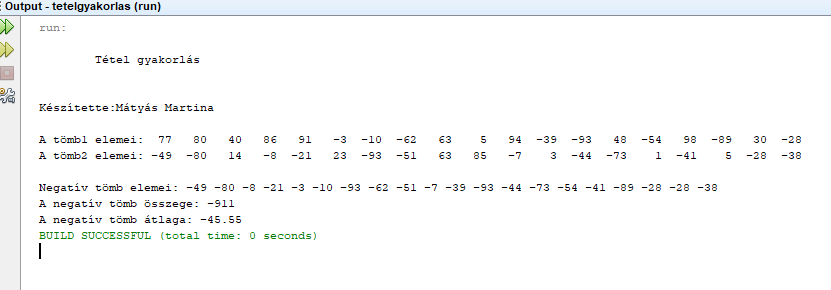 Output - tetelgyakorlas (run)
run:
Tétel gyakorlás
Készítette:Mátyás Martina
A tömb1 elemei: 77 80 40 86 91 -3 -10 -62 63 5 94 -39 -93 48 -54 98 -89 30 -28
A tömb2 elemei: -49 -80 14 -8 -21 23 -93 -51 63 85 -7 3 -44 -73 1 -41 5 -28 -38
Negatív tömb elemei: -49 -80 -8 -21 -3 -10 -93 -62 -51 -7 -39 -93 -44 -73 -54 -41 -89 -28 -28 -38
A negatív tömb összege: -911
A negatív tömb átlaga: -45.55
BUILD SUCCESSFUL (total time: 0 seconds)